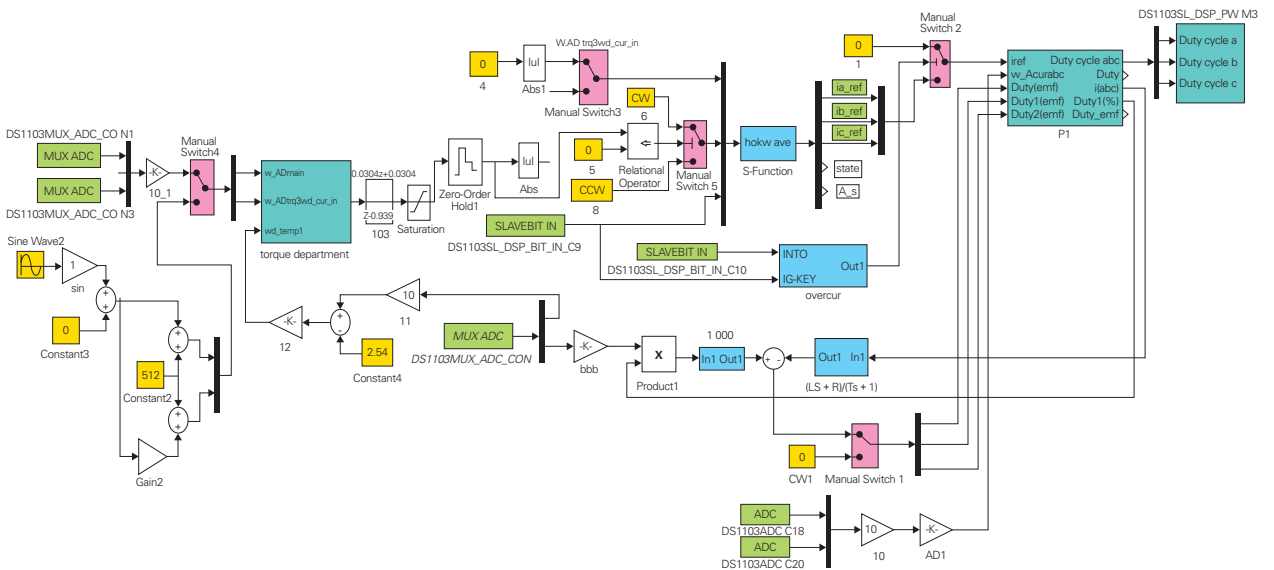 DS1103SL_DSP_PW M3
Manual
Switch 2
0
1
iref
w_Acurabc
Duty(emf)
Duty1(emf)
Duty2(emf)
Duty cycle abc
Duty
i(abc)
Duty1(%)
Duty_emf
P1
Duty cycle a
Duty cycle b
Duty cycle c
W.AD trq3wd_cur_in
0
4
lul
Abs1
Manual Switch3
CW
6
0
5
Relational
Operator
CCW
8
Manual
Switch 5
hokw ave
S-Function
ia_ref
ib_ref
ic_ref
state
A_s
DS1103MUX_ADC_CO N1
MUX ADC
MUX ADC
DS1103MUX_ADC_CO N3
-K-
10_1
Manual
Switch4
w_ADmain
w_ADtrq3wd_cur_in
wd_temp1
torque department
0.0304z+0.0304
Z-0.939
103
Saturation
Zero-Order
Hold1
lul
Abs
SLAVEBIT IN
DS1103SL_DSP_BIT_IN_C9
SLAVEBIT IN
DS1103SL_DSP_BIT_IN_C10
INTO
IG-KEY
Out1
overcur
Sine Wave2
1
sin
0
Constant3
512
Constant2
Gain2
-K-
12
2.54
Constant4
10
11
MUX ADC
DS1103MUX_ADC_CON
-K-
bbb
X
Product1
1 000
In1 Out1
Out1 In1
(LS + R)/(Ts + 1)
0
CW1
Manual Switch 1
ADC
DS1103ADC C18
ADC
DS1103ADC C20
10
10
-K-
AD1